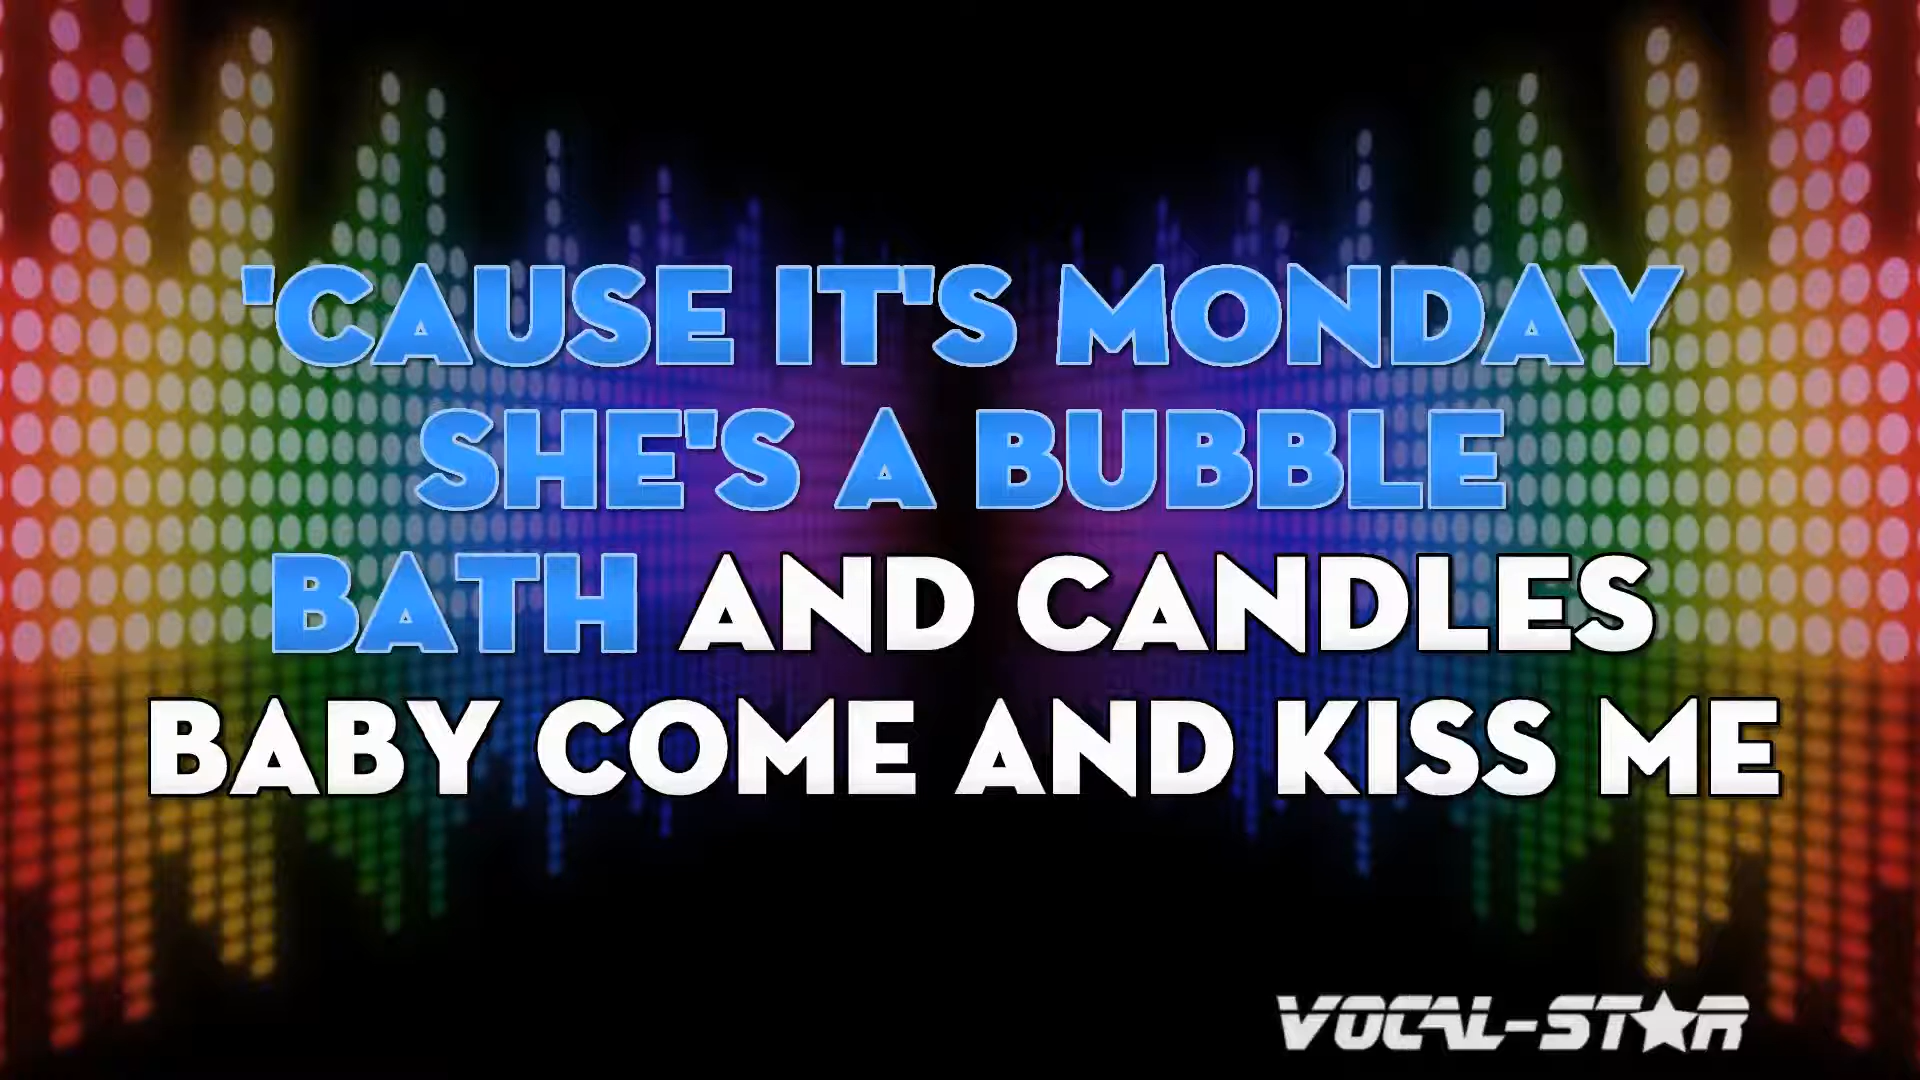 'CAUSE IT'S MONDAY
SHE'S A BUBBLE
BATH AND CANDLES
BABY COME AND KISS ME
VOCAL-STAR